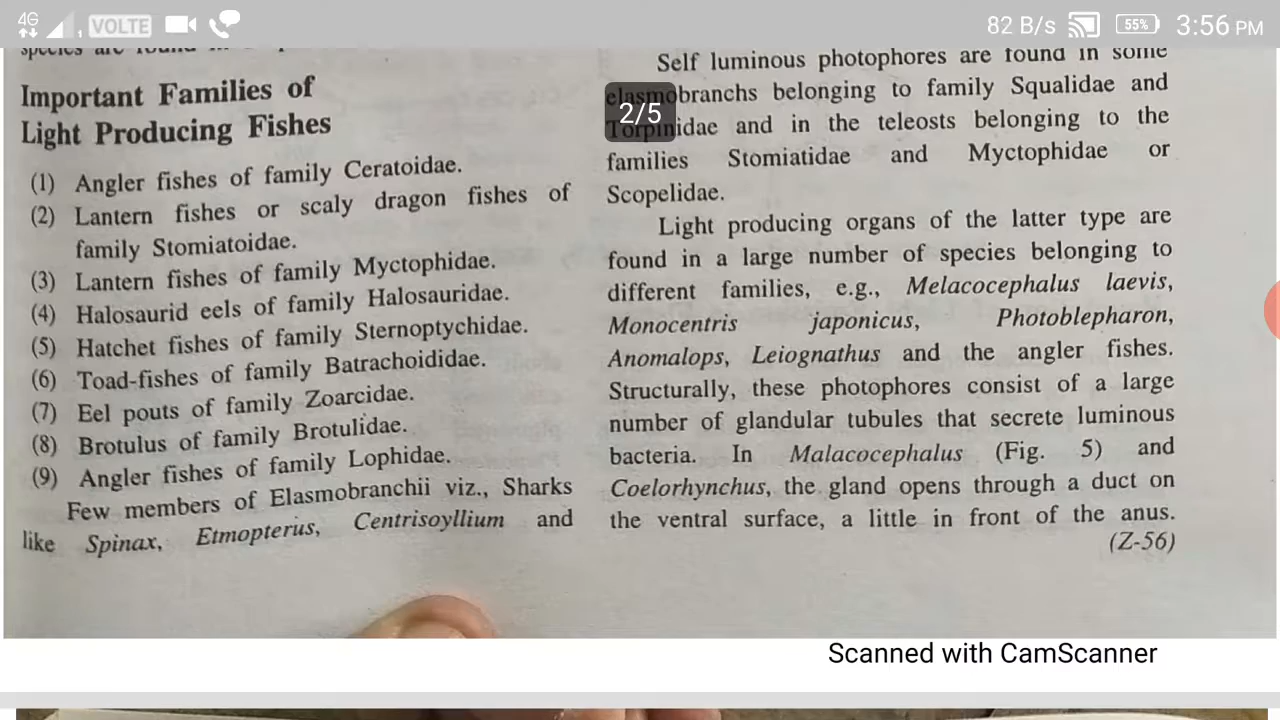 4G VOLTE 82 B/s 55% 3:56 PM
species are found
Important Families of
Light Producing Fishes
(1) Angler fishes of family Ceratoidae.
(2) Lantern fishes or scaly dragon fishes of
family Stomiatoidae.
(3) Lantern fishes of family Myctophidae.
(4) Halosaurid eels of family Halosauridae.
(5) Hatchet fishes of family Sternoptychidae.
(6) Toad-fishes of family Batrachoididae.
(7) Eel pouts of family Zoarcidae.
(8) Brotulus of family Brotulidae.
(9) Angler fishes of family Lophidae.
Few members of Elasmobranchii viz., Sharks
like Spinax, Etmopterus, Centrisoyllium and
Self luminous photophores are found in some
elasmobranchs belonging to family Squalidae and
2/5
Torpinidae and in the teleosts belonging to the
families Stomiatidae and Myctophidae or
Scopelidae.
Light producing organs of the latter type are
found in a large number of species belonging to
different families, e.g., Melacocephalus laevis,
Monocentris japonicus, Photoblepharon,
Anomalops, Leiognathus and the angler fishes.
Structurally, these photophores consist of a large
number of glandular tubules that secrete luminous
bacteria. In Malacocephalus (Fig. 5) and
Coelorhynchus, the gland opens through a duct on
the ventral surface, a little in front of the anus.
(Z-56)
Scanned with CamScanner